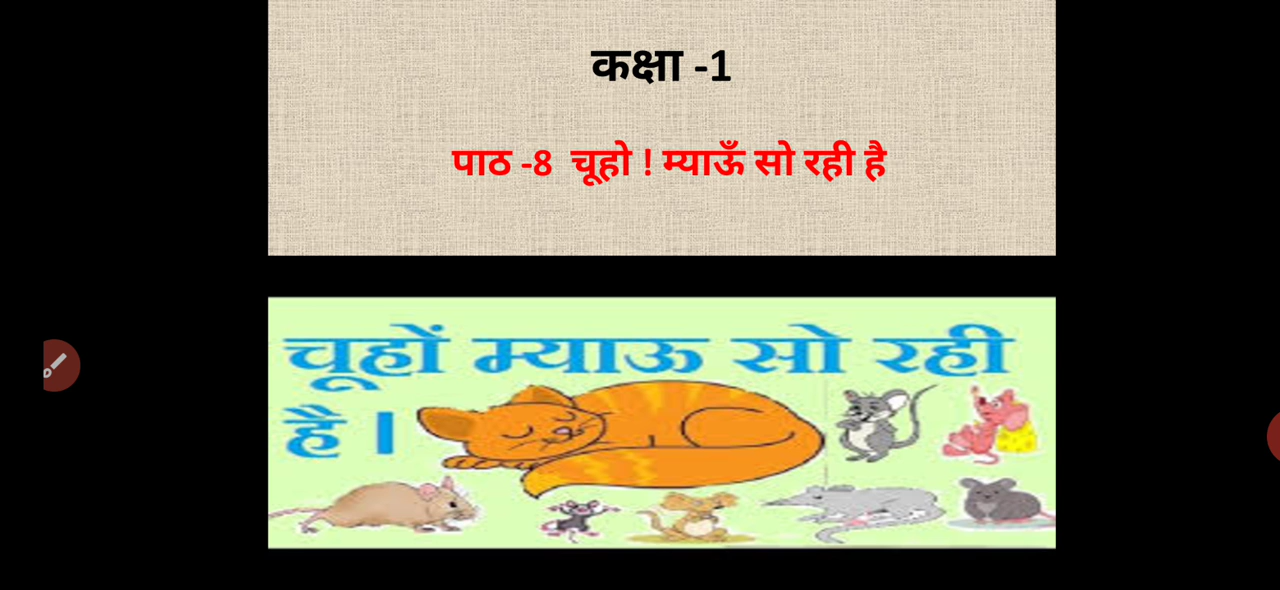 कक्षा -1
पाठ -8 चूहो ! म्याऊँ सो रही है
चूहों म्याऊ सो रही
है।